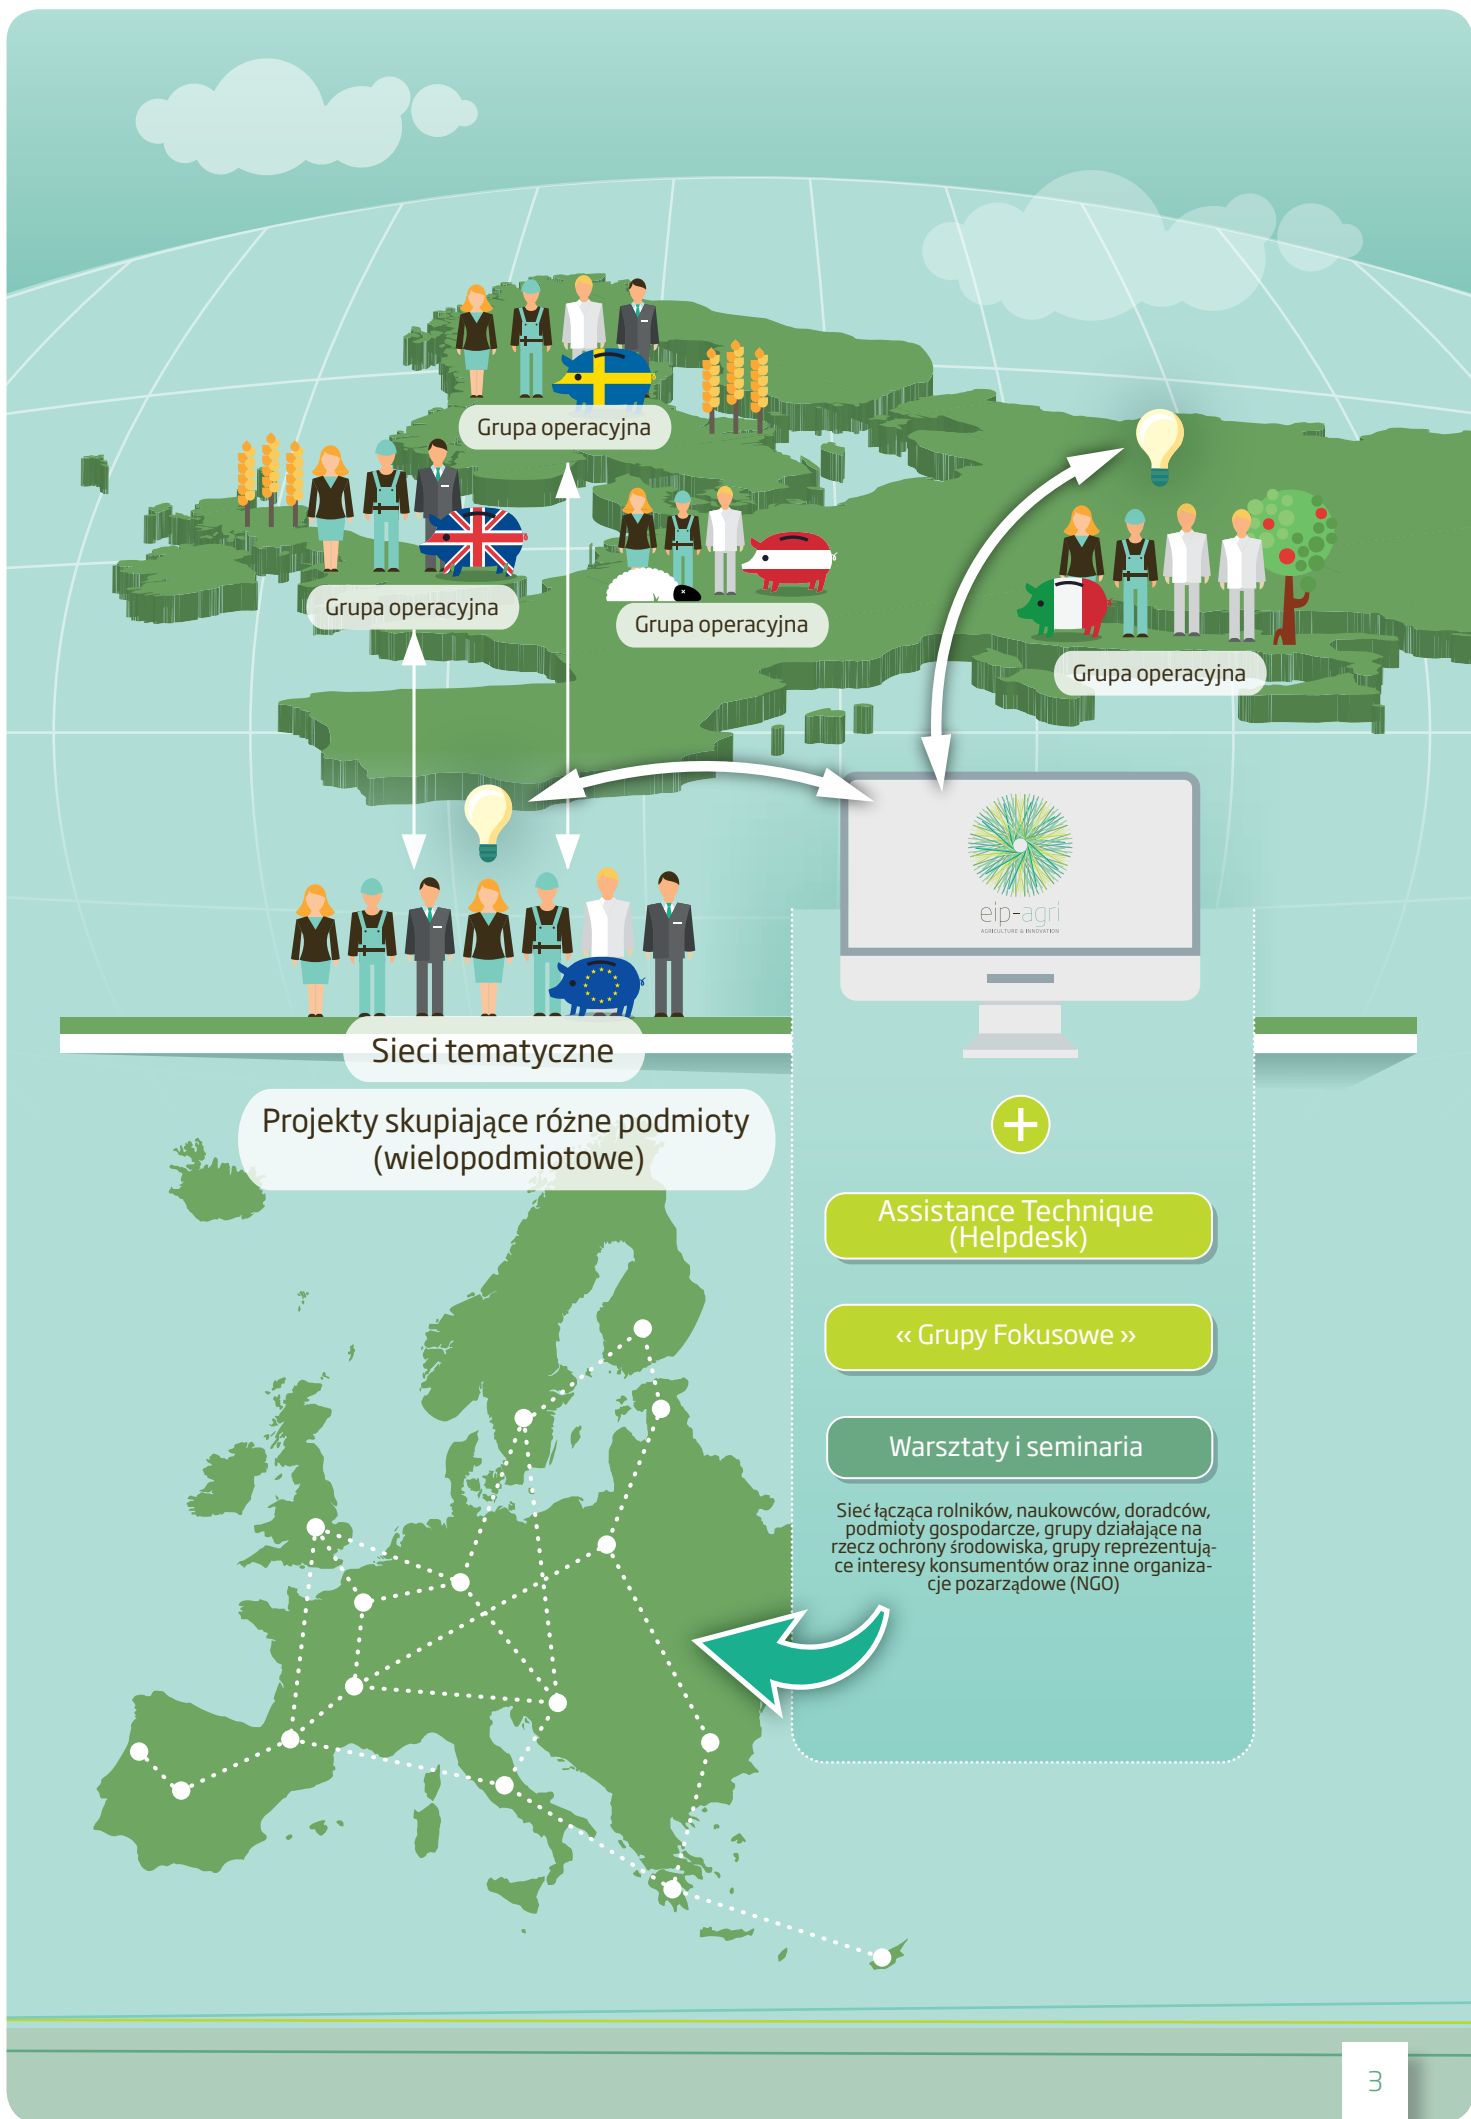 Grupa operacyjna
Grupa operacyjna
Grupa operacyjna
Grupa operacyjna
eip-agri
AGRICULTURE & INNOVATION
Sieci tematyczne
Projekty skupiające różne podmioty
(wielopodmiotowe)
Assistance Technique
(Helpdesk)
‹‹ Grupy Fokusowe ››
Warsztaty i seminaria
Sieć łącząca rolników, naukowców, doradców,
podmioty gospodarcze, grupy działające na
rzecz ochrony środowiska, grupy reprezentują-
ce interesy konsumentów oraz inne organiza-
cje pozarządowe (NGO)
3